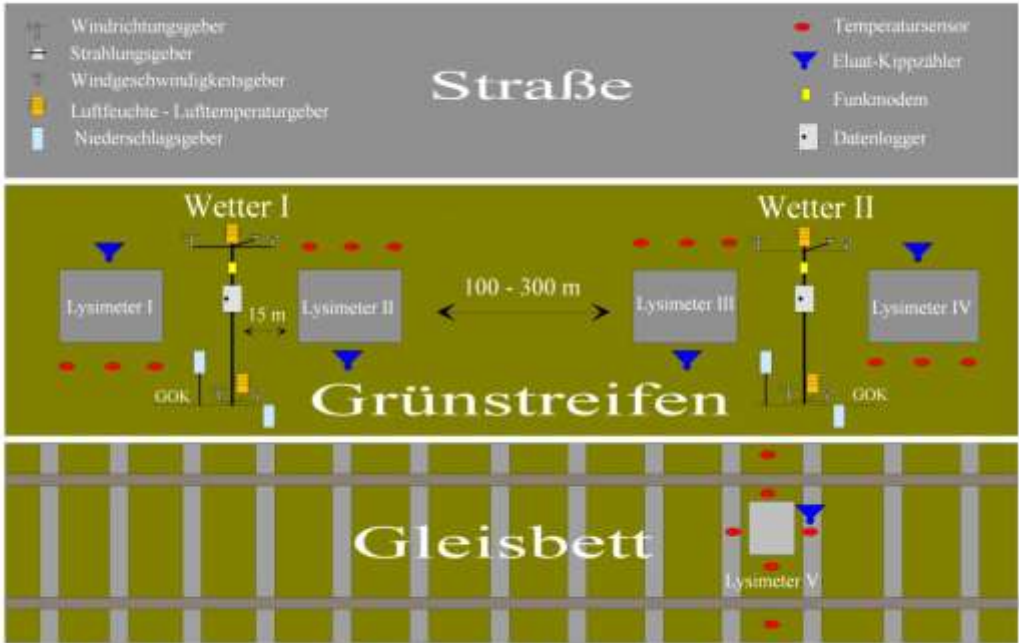 Windrichtungsgeber
Strahlungsgeber
Windgeschwindigkeitsgeber
Luftfeuchte - Lufttemperaturgeber
Niederschlagsgeber
Straße
Temperatursensor
Eluat-Kippzähler
Funkmodem
Datenlogger
Wetter I
Wetter II
Lysimeter I
15 m
Lysimeter II
100 - 300 m
Lysimeter III
Lysimeter IV
GOK
Grünstreifen
GOK
Gleisbett
Lysimeter V